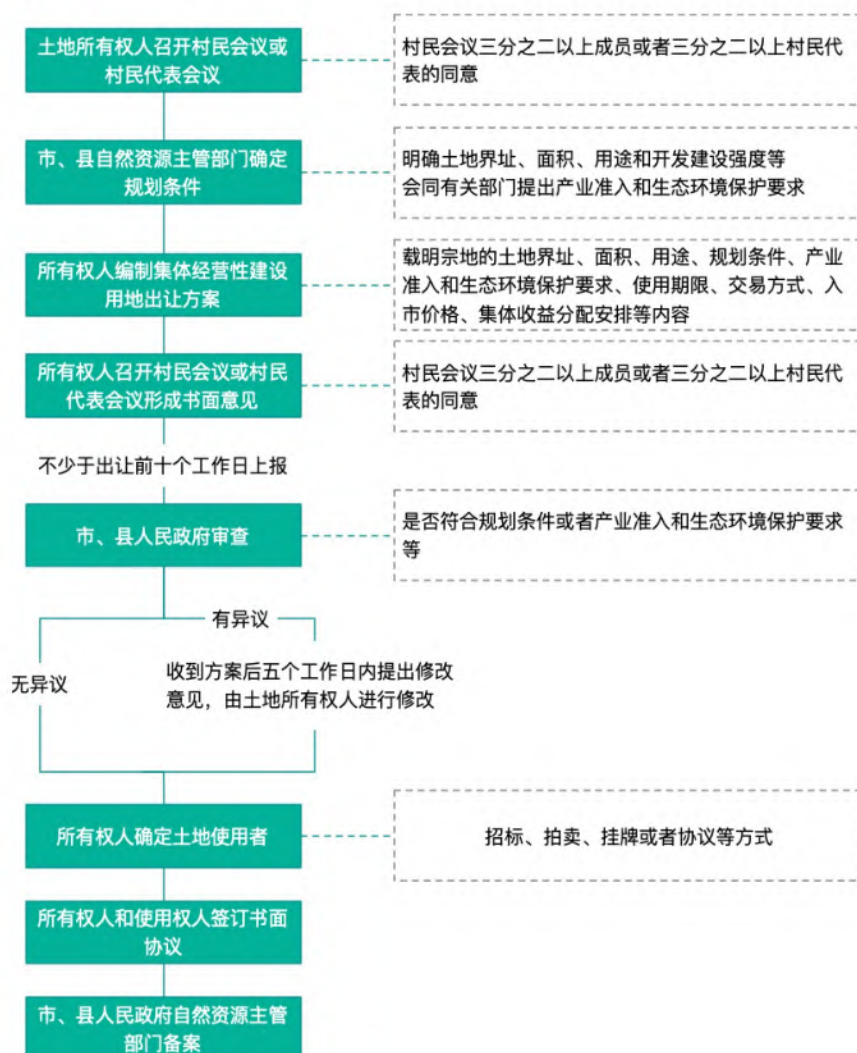 土地所有权人召开村民会议或
村民代表会议
村民会议三分之二以上成员或者三分之二以上村民代
表的同意
市、县自然资源主管部门确定
规划条件
明确土地界址、面积、用途和开发建设强度等
会同有关部门提出产业准入和生态环境保护要求
所有权人编制集体经营性建设
用地出让方案
载明宗地的土地界址、面积、用途、规划条件、产业
准入和生态环境保护要求、使用期限、交易方式、入
市价格、集体收益分配安排等内容
所有权人召开村民会议或村民
代表会议形成书面意见
村民会议三分之二以上成员或者三分之二以上村民代
表的同意
不少于出让前十个工作日上报
市、县人民政府审查
是否符合规划条件或者产业准入和生态环境保护要求
等
有异议
无异议
收到方案后五个工作日内提出修改
意见，由土地所有权人进行修改
所有权人确定土地使用者
招标、拍卖、挂牌或者协议等方式
所有权人和使用权人签订书面
协议
市、县人民政府自然资源主管
部门备案